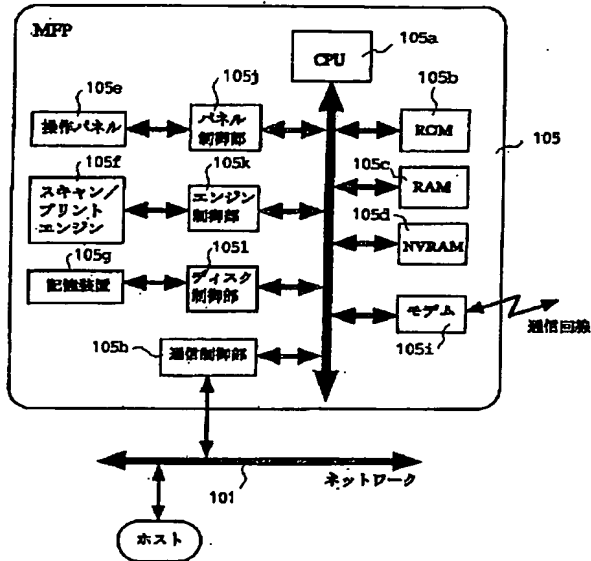 MFP
CPU
105a
105e
105j
105b
操作パネル
パネル
制御部
ROM
105
105f
105k
105c
スキャン/
プリント
エンジン
エンジン
制御部
RAM
105d
NVRAM
105g
105l
記憶装置
ディスク
制御部
モデム
105h
通信制御部
105i
通信回線
101
ネットワーク
ホスト